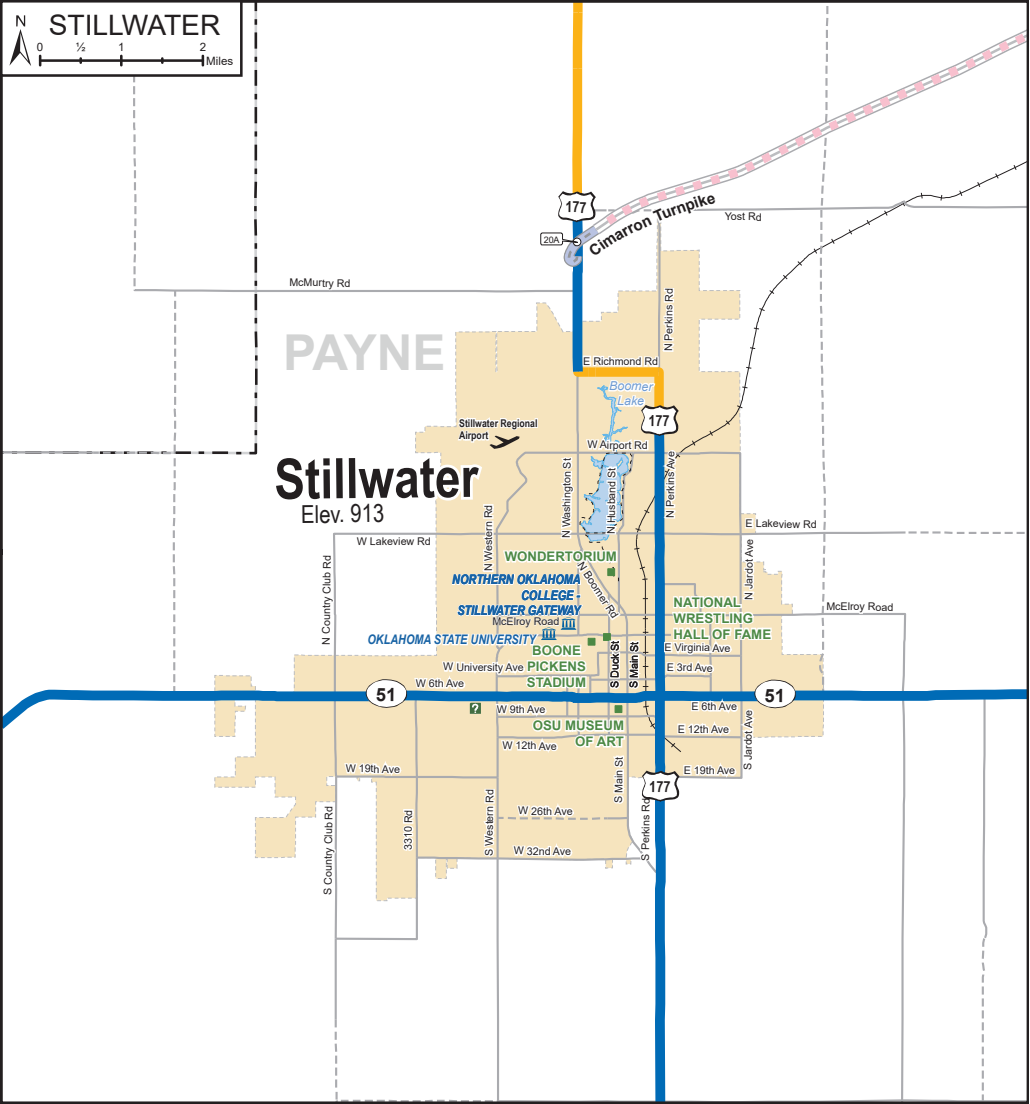 N
STILLWATER
0 ½ 1 2
Miles
177
Cimarron Turnpike
Yost Rd
20A
McMurtry Rd
N Perkins Rd
PAYNE
E Richmond Rd
Boomer
Lake
177
Stillwater Regional
Airport
W Airport Rd
Stillwater
Elev. 913
N Washington St
N Husband St
N Perkins Ave
N Western Rd
E Lakeview Rd
W Lakeview Rd
N Country Club Rd
WONDERTORIUM
N Boomer Rd
N Jardot Ave
NORTHERN OKLAHOMA
COLLEGE -
STILLWATER GATEWAY
NATIONAL
WRESTLING
HALL OF FAME
McElroy Road
McElroy Road
OKLAHOMA STATE UNIVERSITY
BOONE
PICKENS
STADIUM
E Virginia Ave
W University Ave
E 3rd Ave
S Duck St
S Main St
W 6th Ave
51
51
?
W 9th Ave
E 6th Ave
OSU MUSEUM
OF ART
E 12th Ave
W 12th Ave
S Jardot Ave
W 19th Ave
E 19th Ave
177
S Main St
S Country Club Rd
3310 Rd
S Western Rd
W 26th Ave
S Perkins Rd
W 32nd Ave